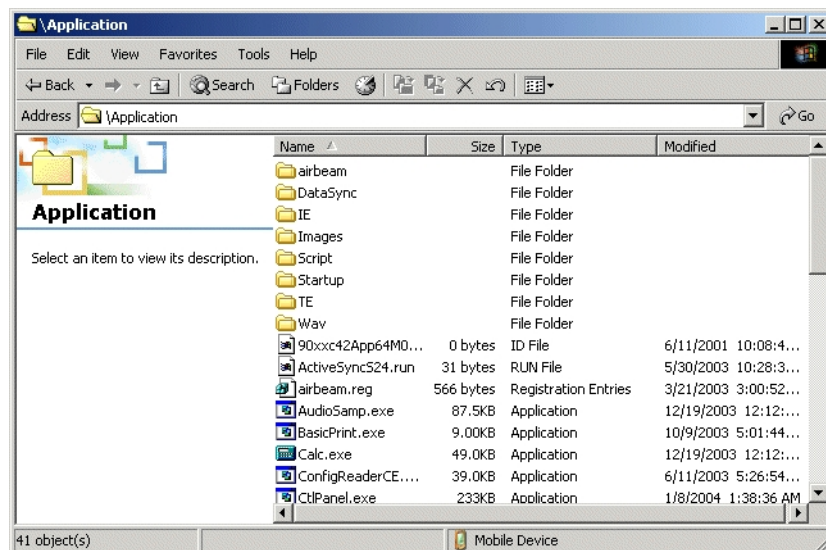 \Application
File Edit View Favorites Tools Help
Back Search Folders
Address \Application Go
Name Size Type Modified
airbeam File Folder
DataSync File Folder
IE File Folder
Images File Folder
Script File Folder
Startup File Folder
TE File Folder
Wav File Folder
90xxc42App64M0... 0 bytes ID File 6/11/2001 10:08:4...
ActiveSyncS24.run 31 bytes RUN File 5/30/2003 10:28:3...
airbeam.reg 566 bytes Registration Entries 3/21/2003 3:00:52...
AudioSamp.exe 87.5KB Application 12/19/2003 12:12:...
BasicPrint.exe 9.00KB Application 10/9/2003 5:01:44...
Calc.exe 49.0KB Application 12/19/2003 12:12:...
ConfigReaderCE.... 39.0KB Application 6/11/2003 5:26:54...
CtlPanel.exe 233KB Application 1/8/2004 1:38:36 AM
Application
Select an item to view its description.
41 object(s) Mobile Device